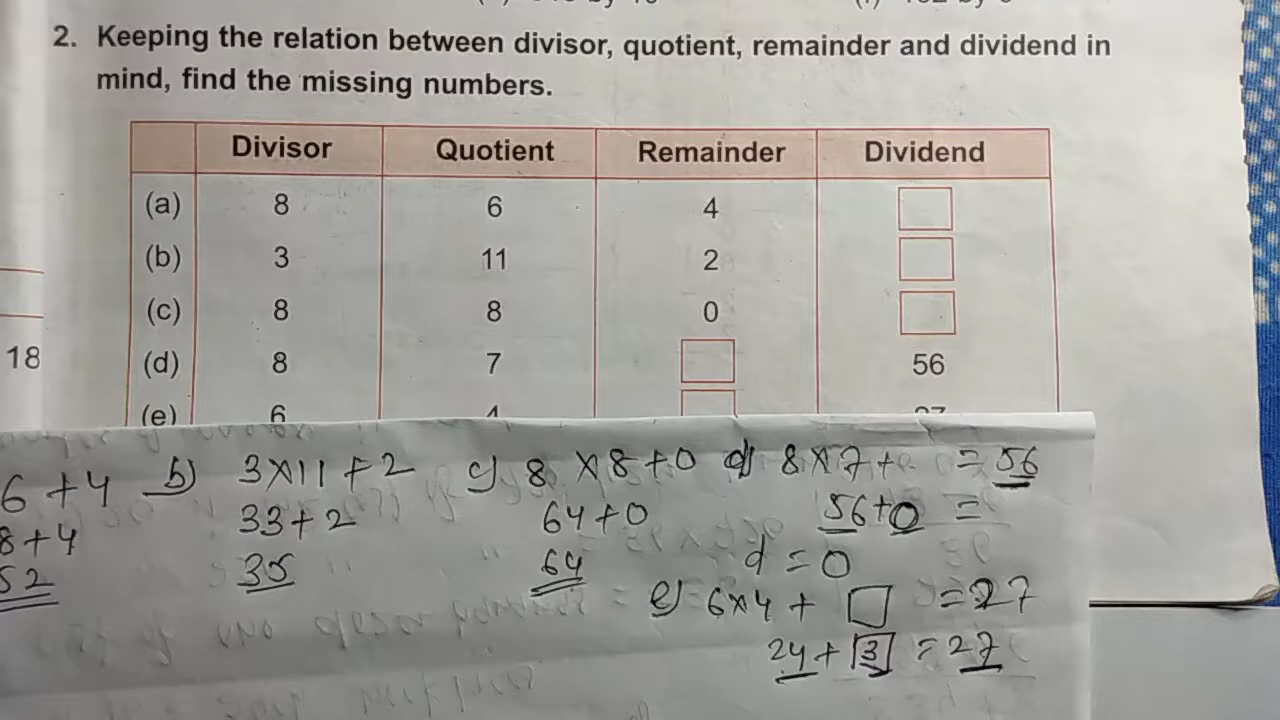 2. Keeping the relation between divisor, quotient, remainder and dividend in
mind, find the missing numbers.
Divisor Quotient Remainder Dividend
(a) 8 6 4
(b) 3 11 2
(c) 8 8 0
18
(d) 8 7 56
(e) 6 4 27
6 + 4 b) 3×11 + 2 c) 8 ×8+0 d) 8×7+ = 56
8+4 33+2 64+0 56+0 =
52 35 64 d = 0
e) 6×4 + = 27
24 + 3 = 27